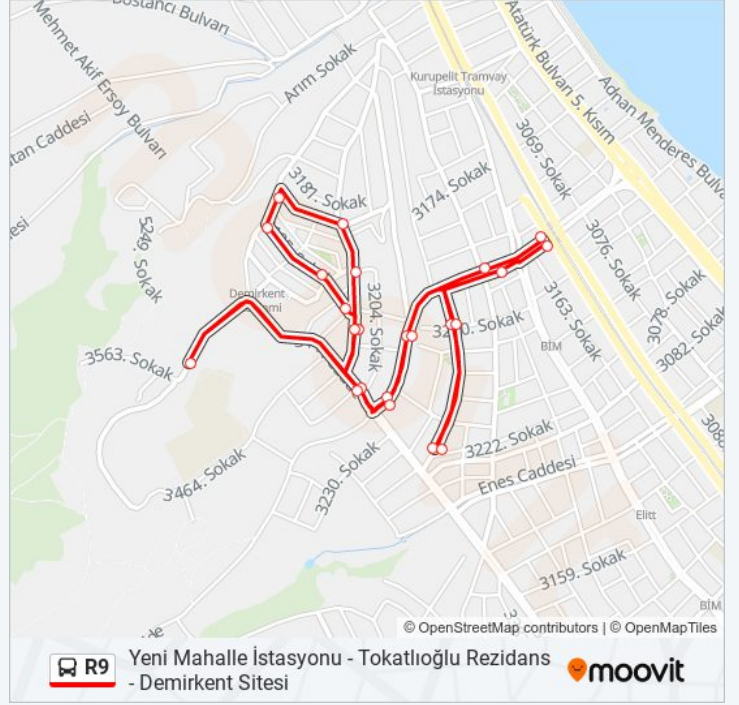 Bostancı Bulvarı
Mehmet Akif Ersoy Bulvarı
Arım Sokak
Kurupelit Tramvay
İstasyonu
Atatürk Bulvarı 5. Kısım
Adnan Menderes Bulva
tan Caddesi
3069. Sokak
3181. Sokak
3174. Sokak
esi
5249. Sokak
3076. Sokak
Demirkent
3204. Sokak
3163. Sokak
3078. Sokak
BİM
3082. Sokak
3563. Sokak
3222. Sokak
3464. Sokak
3230. Sokak
Enes Caddesi
Elitt
3159. Sokak
BİM
de
© OpenStreetMap contributors | © OpenMapTiles
R9
Yeni Mahalle İstasyonu - Tokatlıoğlu Rezidans
- Demirkent Sitesi
moovit